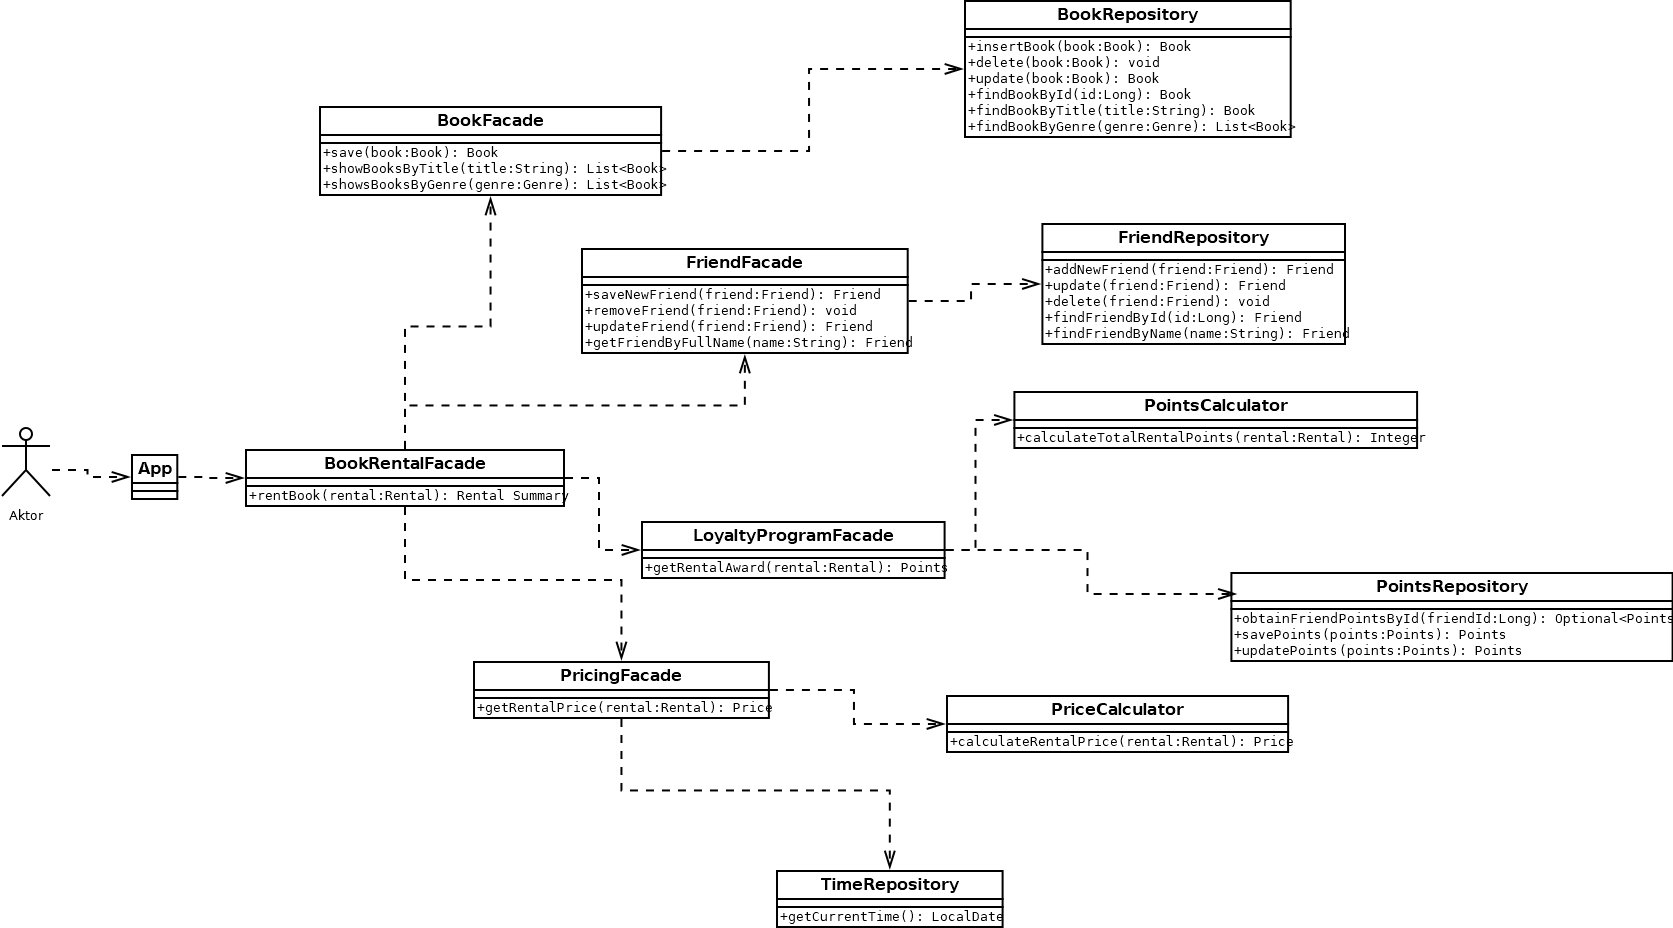 BookRepository
+insertBook(book:Book): Book
+delete(book:Book): void
+update(book:Book): Book
+findBookById(id:Long): Book
+findBookByTitle(title:String): Book
+findBookByGenre(genre:Genre): List<Book>
BookFacade
+save(book:Book): Book
+showBooksByTitle(title:String): List<Book>
+showsBooksByGenre(genre:Genre): List<Book>
FriendRepository
+addNewFriend(friend:Friend): Friend
+update(friend:Friend): Friend
+delete(friend:Friend): void
+findFriendById(id:Long): Friend
+findFriendByName(name:String): Friend
FriendFacade
+saveNewFriend(friend:Friend): Friend
+removeFriend(friend:Friend): void
+updateFriend(friend:Friend): Friend
+getFriendByFullName(name:String): Friend
PointsCalculator
+calculateTotalRentalPoints(rental:Rental): Integer
Aktor
App
BookRentalFacade
+rentBook(rental:Rental): Rental Summary
LoyaltyProgramFacade
+getRentalAward(rental:Rental): Points
PointsRepository
+obtainFriendPointsById(friendId:Long): Optional<Points
+savePoints(points:Points): Points
+updatePoints(points:Points): Points
PricingFacade
+getRentalPrice(rental:Rental): Price
PriceCalculator
+calculateRentalPrice(rental:Rental): Price
TimeRepository
+getCurrentTime(): LocalDate